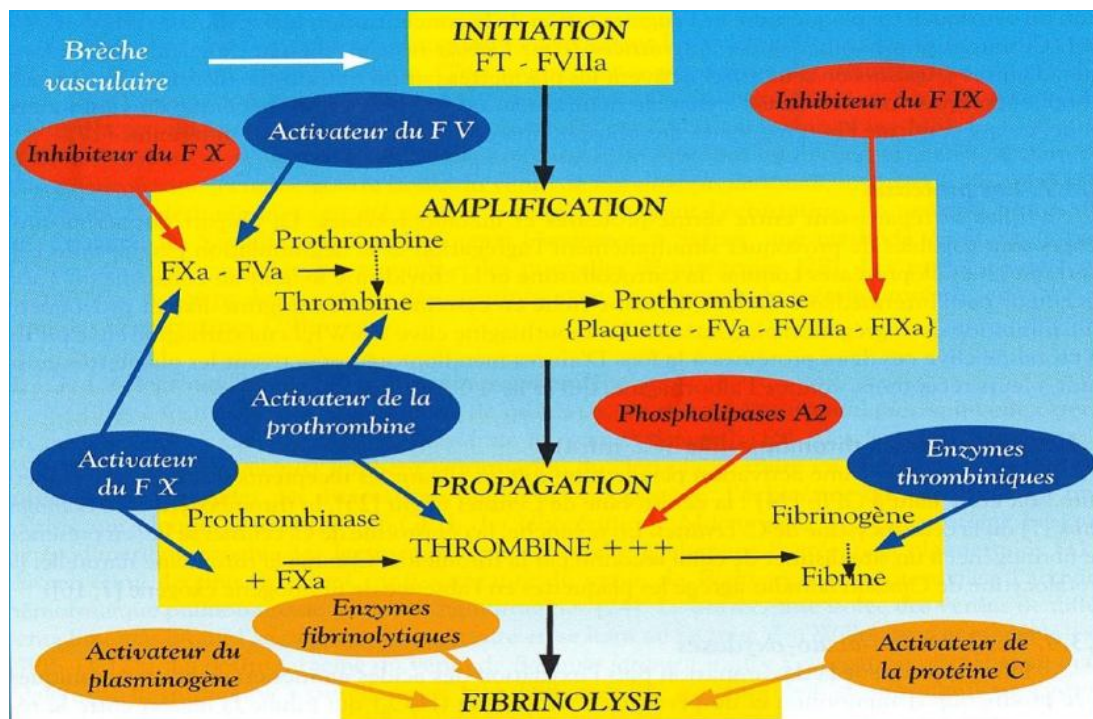 INITIATION
FT - FVIIa
Brèche
vasculaire
Inhibiteur du F IX
Activateur du F V
Inhibiteur du F X
AMPLIFICATION
Prothrombine
FXa - FVa
Thrombine
Prothrombinase
{Plaquette - FVa - FVIIIa - FIXa}
Activateur de la
prothrombine
Phospholipases A2
Activateur
du F X
Enzymes
thrombiniques
PROPAGATION
Prothrombinase
Fibrinogène
THROMBINE +++
+ FXa
Fibrine
Enzymes
fibrinolytiques
Activateur du
plasminogène
Activateur de
la protéine C
FIBRINOLYSE